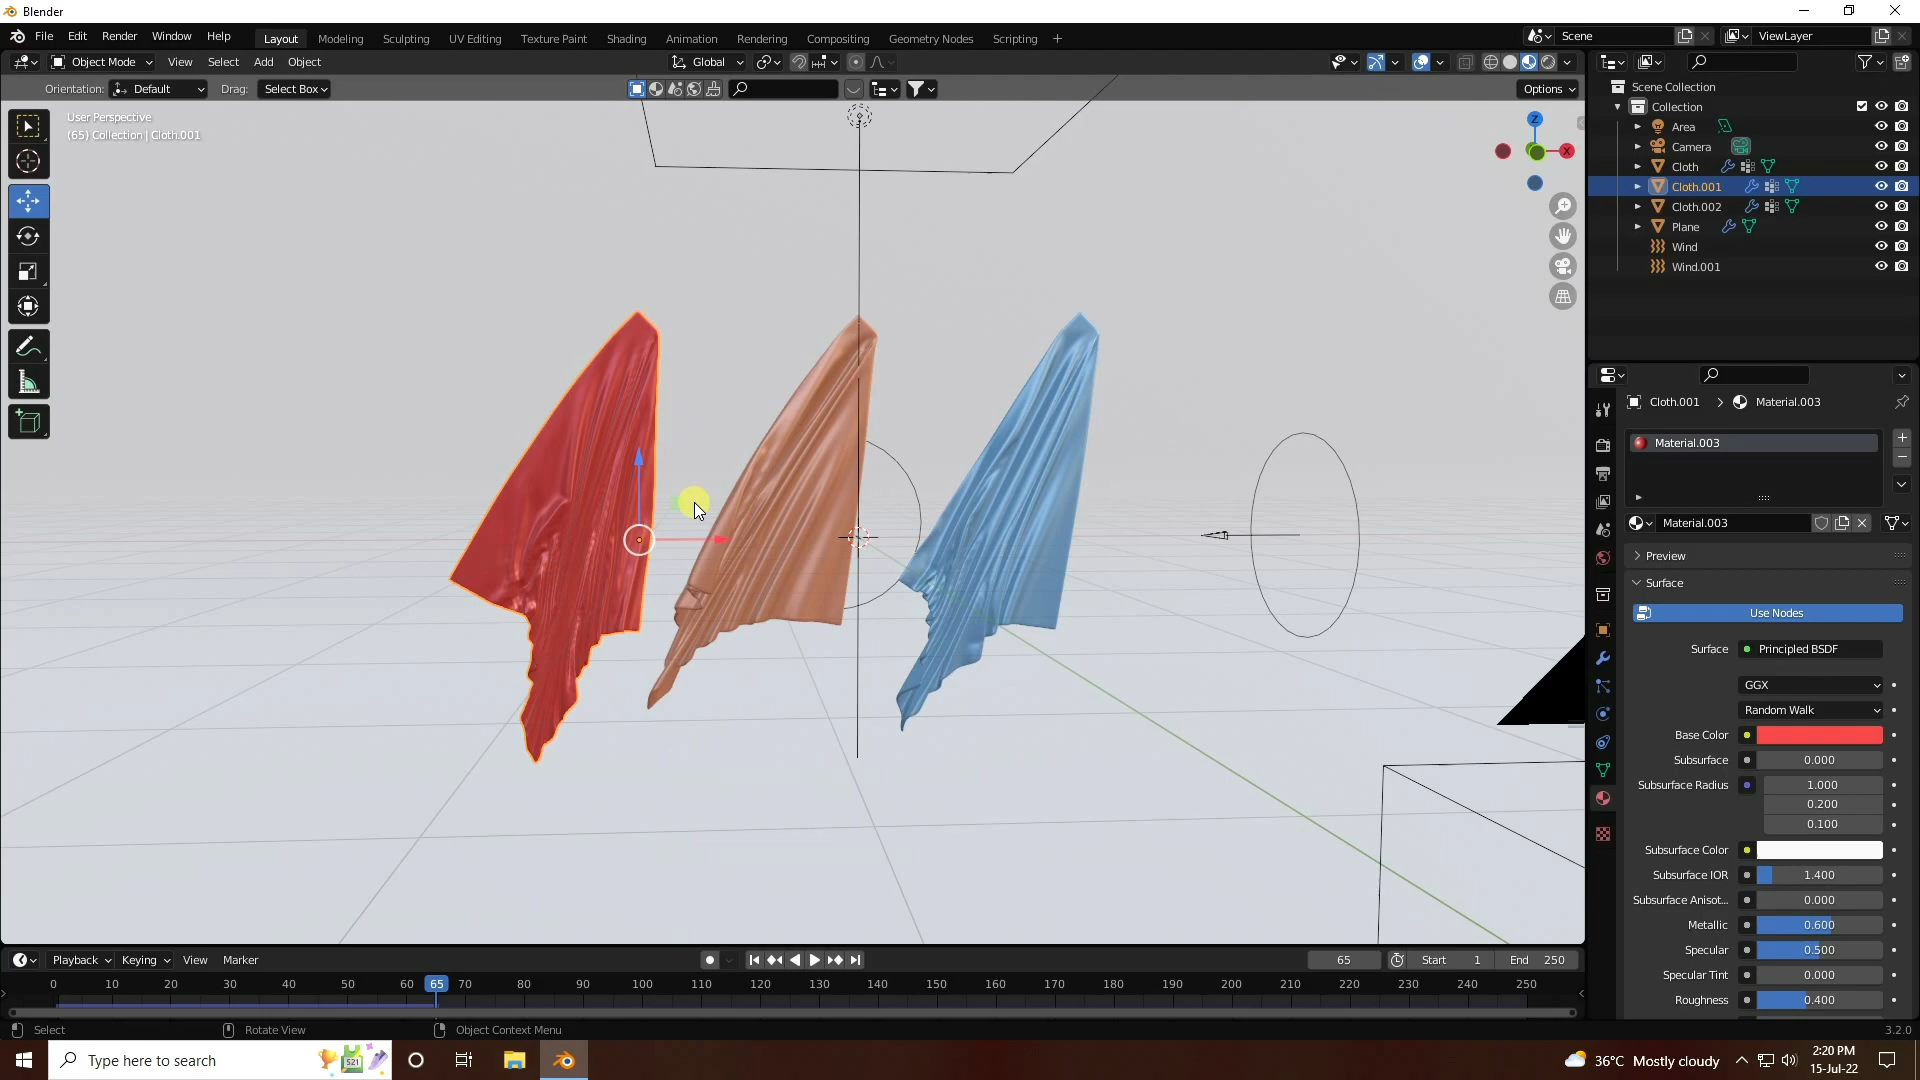 Blender
File Edit Render Window Help
Layout Modeling Sculpting UV Editing Texture Paint Shading Animation Rendering Compositing Geometry Nodes Scripting +
Scene
ViewLayer
Object Mode View Select Add Object
Global
Orientation: Default Drag: Select Box
Options
User Perspective
(65) Collection | Cloth.001
Z
X
Scene Collection
Collection
Area
Camera
Cloth
Cloth.001
Cloth.002
Plane
Wind
Wind.001
Cloth.001 > Material.003
Material.003
Material.003
Preview
Surface
Use Nodes
Surface Principled BSDF
GGX
Random Walk
Base Color
Subsurface 0.000
Subsurface Radius 1.000
0.200
0.100
Subsurface Color
Subsurface IOR 1.400
Subsurface Anisot... 0.000
Metallic 0.600
Specular 0.500
Specular Tint 0.000
Roughness 0.400
Playback Keying View Marker
65 Start 1 End 250
0 10 20 30 40 50 60 65 70 80 90 100 110 120 130 140 150 160 170 180 190 200 210 220 230 240 250
Select Rotate View Object Context Menu
3.2.0
Type here to search
S21
36°C Mostly cloudy
2:20 PM
15-Jul-22